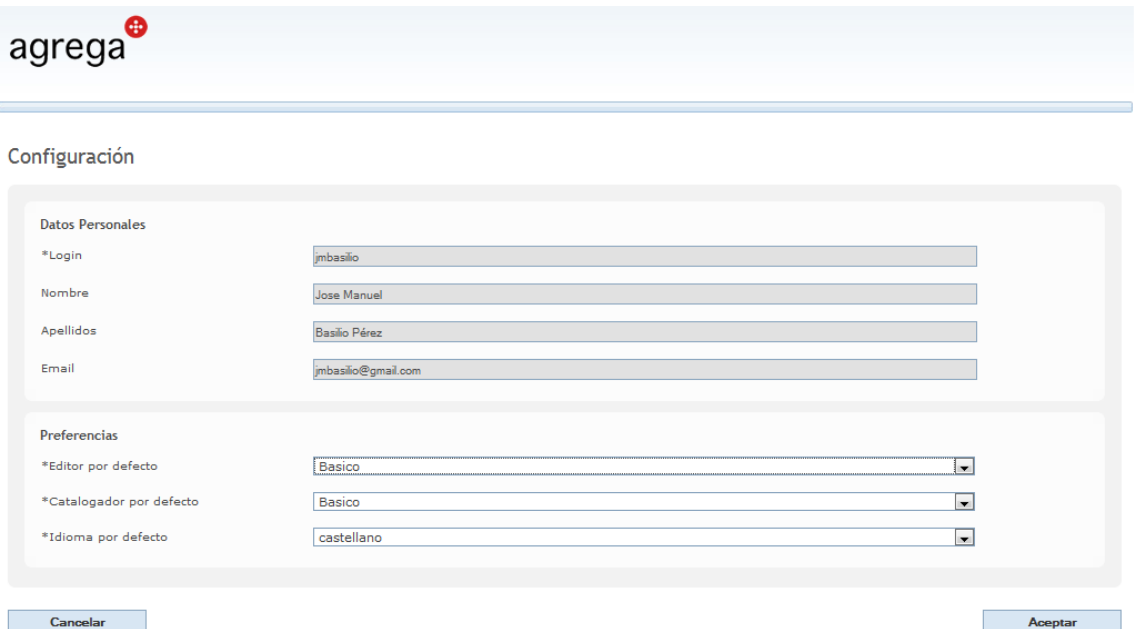 agrega
Configuración
Datos Personales
*Login jmbasilio
Nombre Jose Manuel
Apellidos Basilio Pérez
Email jmbasilio@gmail.com
Preferencias
*Editor por defecto Basico
*Catalogador por defecto Basico
*Idioma por defecto castellano
Cancelar Aceptar